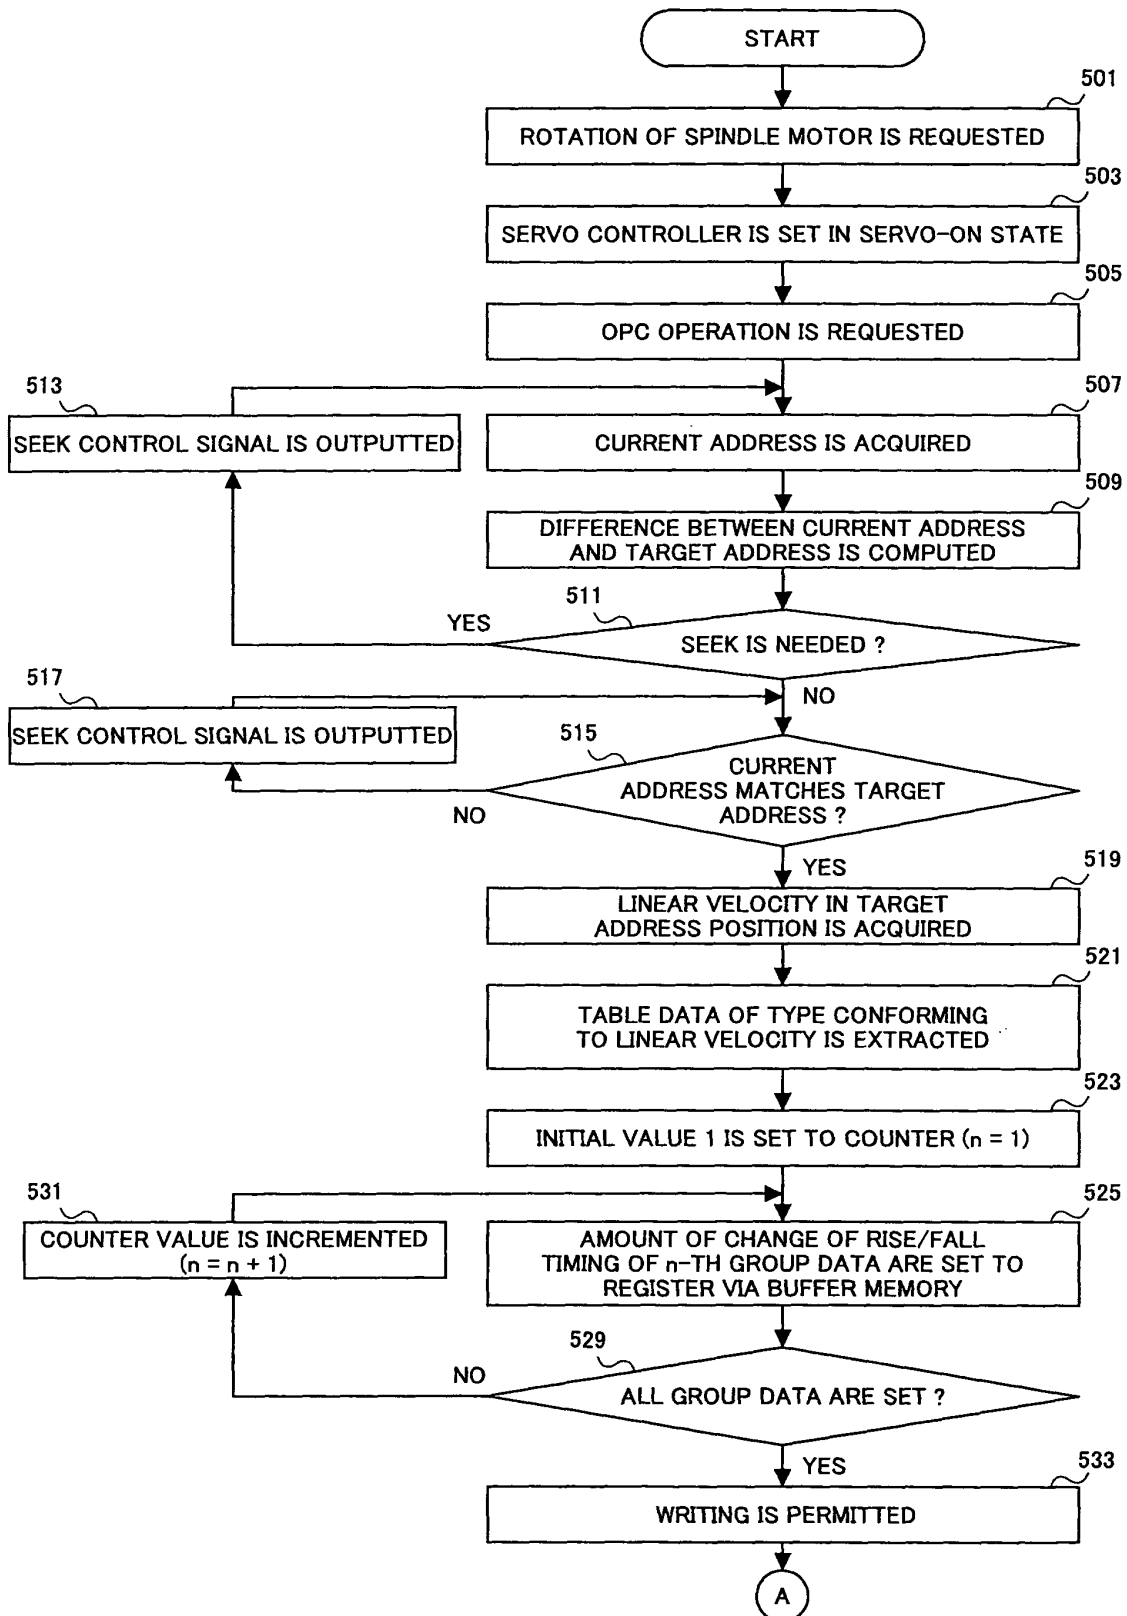 START
501
ROTATION OF SPINDLE MOTOR IS REQUESTED
503
SERVO CONTROLLER IS SET IN SERVO-ON STATE
505
OPC OPERATION IS REQUESTED
513
SEEK CONTROL SIGNAL IS OUTPUTTED
507
CURRENT ADDRESS IS ACQUIRED
509
DIFFERENCE BETWEEN CURRENT ADDRESS
AND TARGET ADDRESS IS COMPUTED
511
YES
SEEK IS NEEDED ?
517
NO
SEEK CONTROL SIGNAL IS OUTPUTTED
515
CURRENT
ADDRESS MATCHES TARGET
ADDRESS ?
NO
YES
519
LINEAR VELOCITY IN TARGET
ADDRESS POSITION IS ACQUIRED
521
TABLE DATA OF TYPE CONFORMING
TO LINEAR VELOCITY IS EXTRACTED
523
INITIAL VALUE 1 IS SET TO COUNTER (n = 1)
531
COUNTER VALUE IS INCREMENTED
(n = n + 1)
525
AMOUNT OF CHANGE OF RISE/FALL
TIMING OF n-TH GROUP DATA ARE SET TO
REGISTER VIA BUFFER MEMORY
529
NO
ALL GROUP DATA ARE SET ?
YES
533
WRITING IS PERMITTED
A